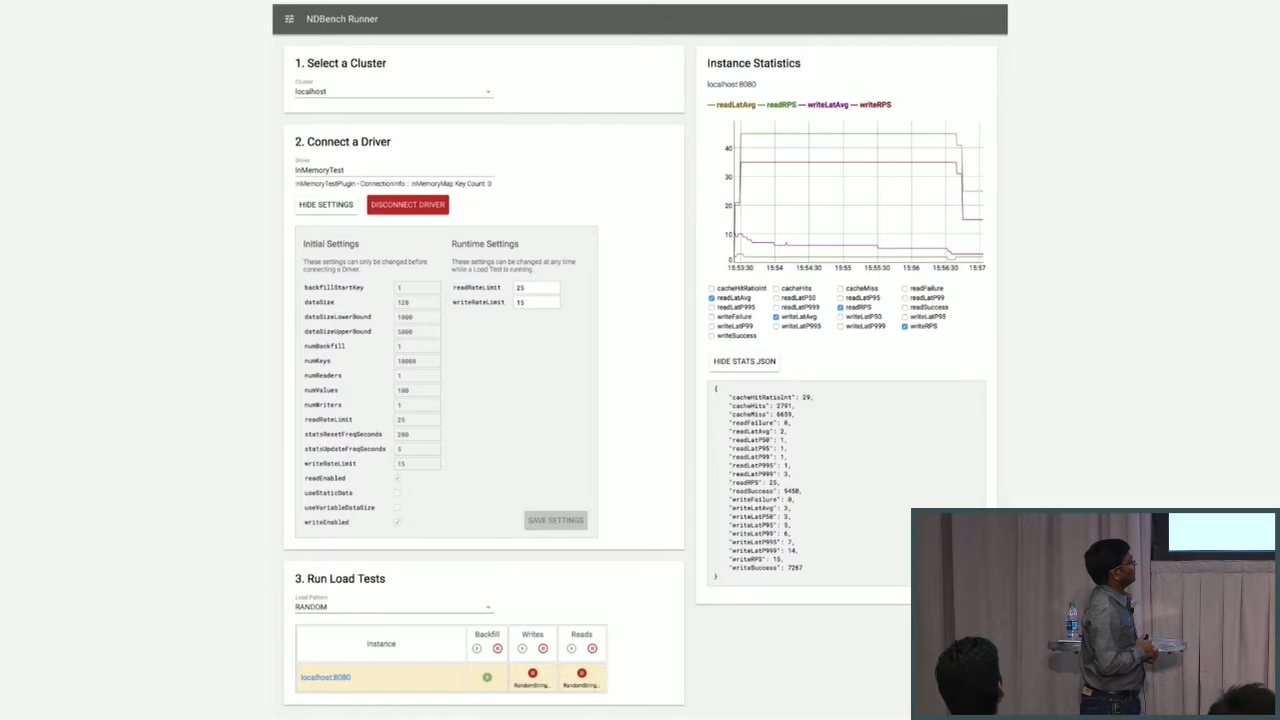 NDBench Runner
1. Select a Cluster
Cluster
localhost
2. Connect a Driver
Driver
InMemoryTest
InMemoryTestPlugin - ConnectionInfo :: InMemoryMap Key Count: 0
HIDE SETTINGS
DISCONNECT DRIVER
Initial Settings
These settings can only be changed before
connecting a Driver.
backfillStartKey 1
dataSize 128
dataSizeLowerBound 1000
dataSizeUpperBound 5000
numBackfill 1
numKeys 10000
numReaders 1
numValues 100
numWriters 1
readRateLimit 25
statsResetFreqSeconds 200
statsUpdateFreqSeconds 5
writeRateLimit 15
readEnabled
useStaticData
useVariableDataSize
writeEnabled
Runtime Settings
These settings can be changed at any time
while a Load Test is running.
readRateLimit 25
writeRateLimit 15
SAVE SETTINGS
3. Run Load Tests
Load Pattern
RANDOM
Instance Backfill Writes Reads
localhost:8080
RandomString... RandomString...
Instance Statistics
localhost:8080
— readLatAvg — readRPS — writeLatAvg — writeRPS
40
30
20
10
0
15:53:30 15:54 15:54:30 15:55 15:55:30 15:56 15:56:30 15:57
cacheHitRatioInt cacheHits cacheMiss readFailure
readLatAvg readLatP50 readLatP95 readLatP99
readLatP995 readLatP999 readRPS readSuccess
writeFailure writeLatAvg writeLatP50 writeLatP95
writeLatP99 writeLatP995 writeLatP999 writeRPS
writeSuccess
HIDE STATS JSON
{
"cacheHitRatioInt": 29,
"cacheHits": 2791,
"cacheMiss": 6659,
"readFailure": 0,
"readLatAvg": 2,
"readLatP50": 1,
"readLatP95": 1,
"readLatP99": 1,
"readLatP995": 1,
"readLatP999": 3,
"readRPS": 25,
"readSuccess": 9450,
"writeFailure": 0,
"writeLatAvg": 3,
"writeLatP50": 3,
"writeLatP95": 5,
"writeLatP99": 6,
"writeLatP995": 7,
"writeLatP999": 14,
"writeRPS": 15,
"writeSuccess": 7267
}